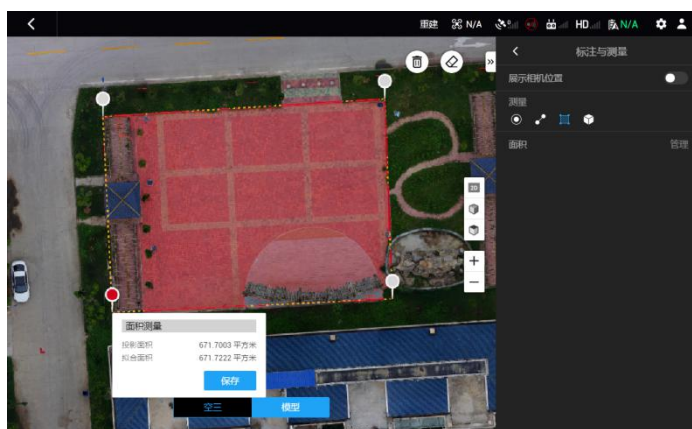 重建 N/A HD N/A
标注与测量
展示相机位置
测量
面积 管理
2D
面积测量
投影面积 671.7003 平方米
拟合面积 671.7222 平方米
保存
空三 模型